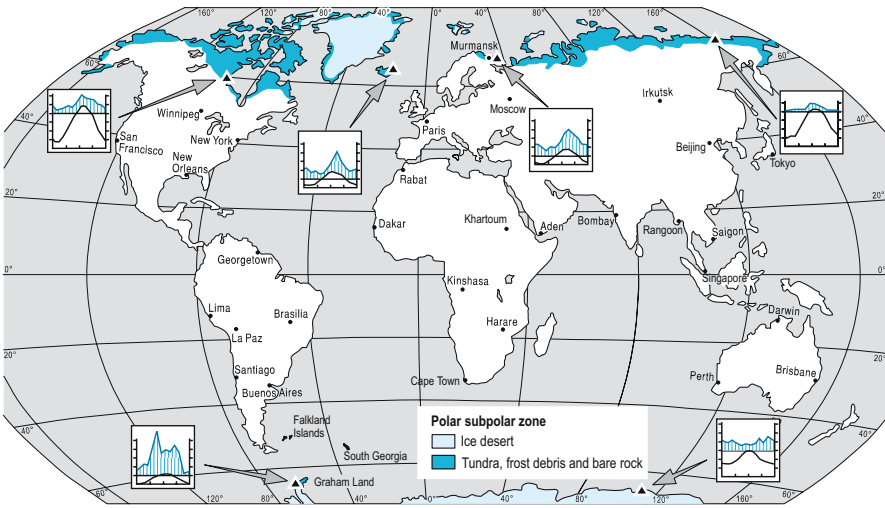 160°
120°
80°
40°
0°
40°
80°
120°
160°
60°
60°
Murmansk
Irkutsk
Moscow
Winnipeg
40°
40°
Paris
San
Francisco
New York
Beijing
New
Orleans
Tokyo
Rabat
20°
20°
Dakar
Khartoum
Aden
Bombay
Rangoon
Saigon
Georgetown
0°
0°
Singapore
Kinshasa
Lima
Brasilia
Darwin
La Paz
Harare
20°
20°
Santiago
Perth
Brisbane
Cape Town
Buenos Aires
Falkland
Islands
Polar subpolar zone
Ice desert
Tundra, frost debris and bare rock
40°
40°
South Georgia
Graham Land
60°
60°
120°
80°
40°
0°
40°
80°
120°
160°